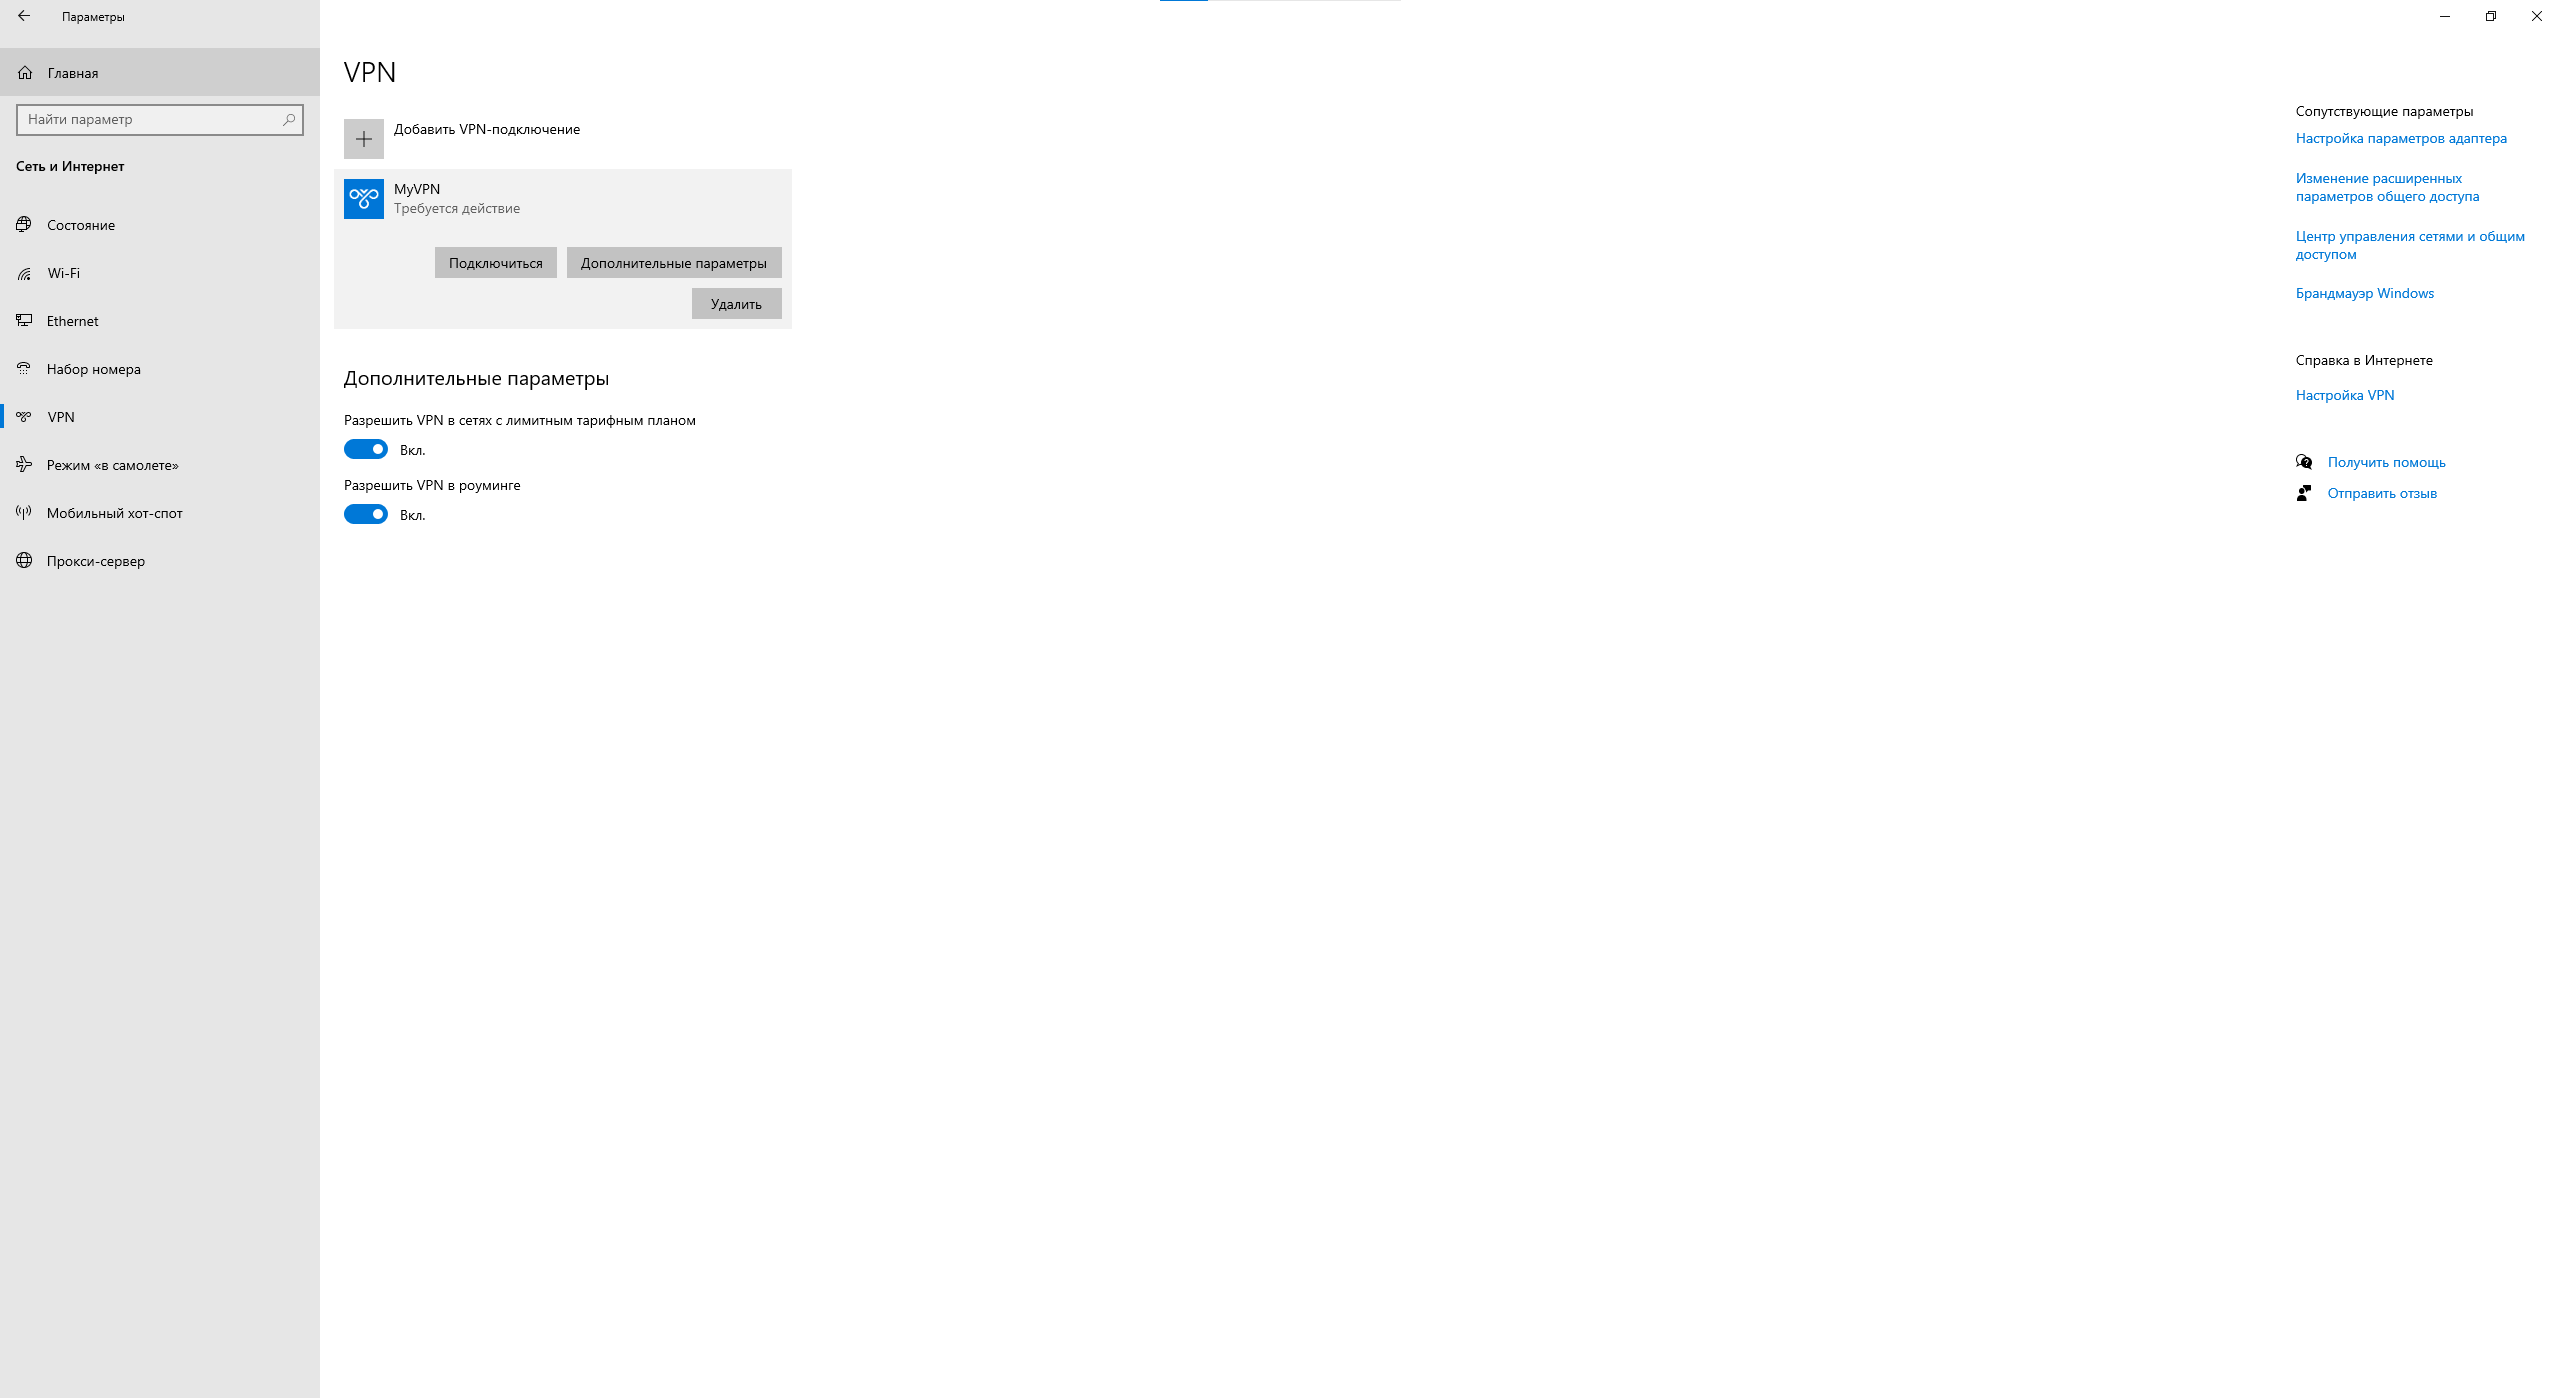 Параметры
Главная
Найти параметр
Сеть и Интернет
Состояние
Wi-Fi
Ethernet
Набор номера
VPN
Режим «в самолете»
Мобильный хот-спот
Прокси-сервер
VPN
Добавить VPN-подключение
MyVPN
Требуется действие
Подключиться
Дополнительные параметры
Удалить
Дополнительные параметры
Разрешить VPN в сетях с лимитным тарифным планом
Вкл.
Разрешить VPN в роуминге
Вкл.
Сопутствующие параметры
Настройка параметров адаптера
Изменение расширенных
параметров общего доступа
Центр управления сетями и общим
доступом
Брандмауэр Windows
Справка в Интернете
Настройка VPN
Получить помощь
Отправить отзыв